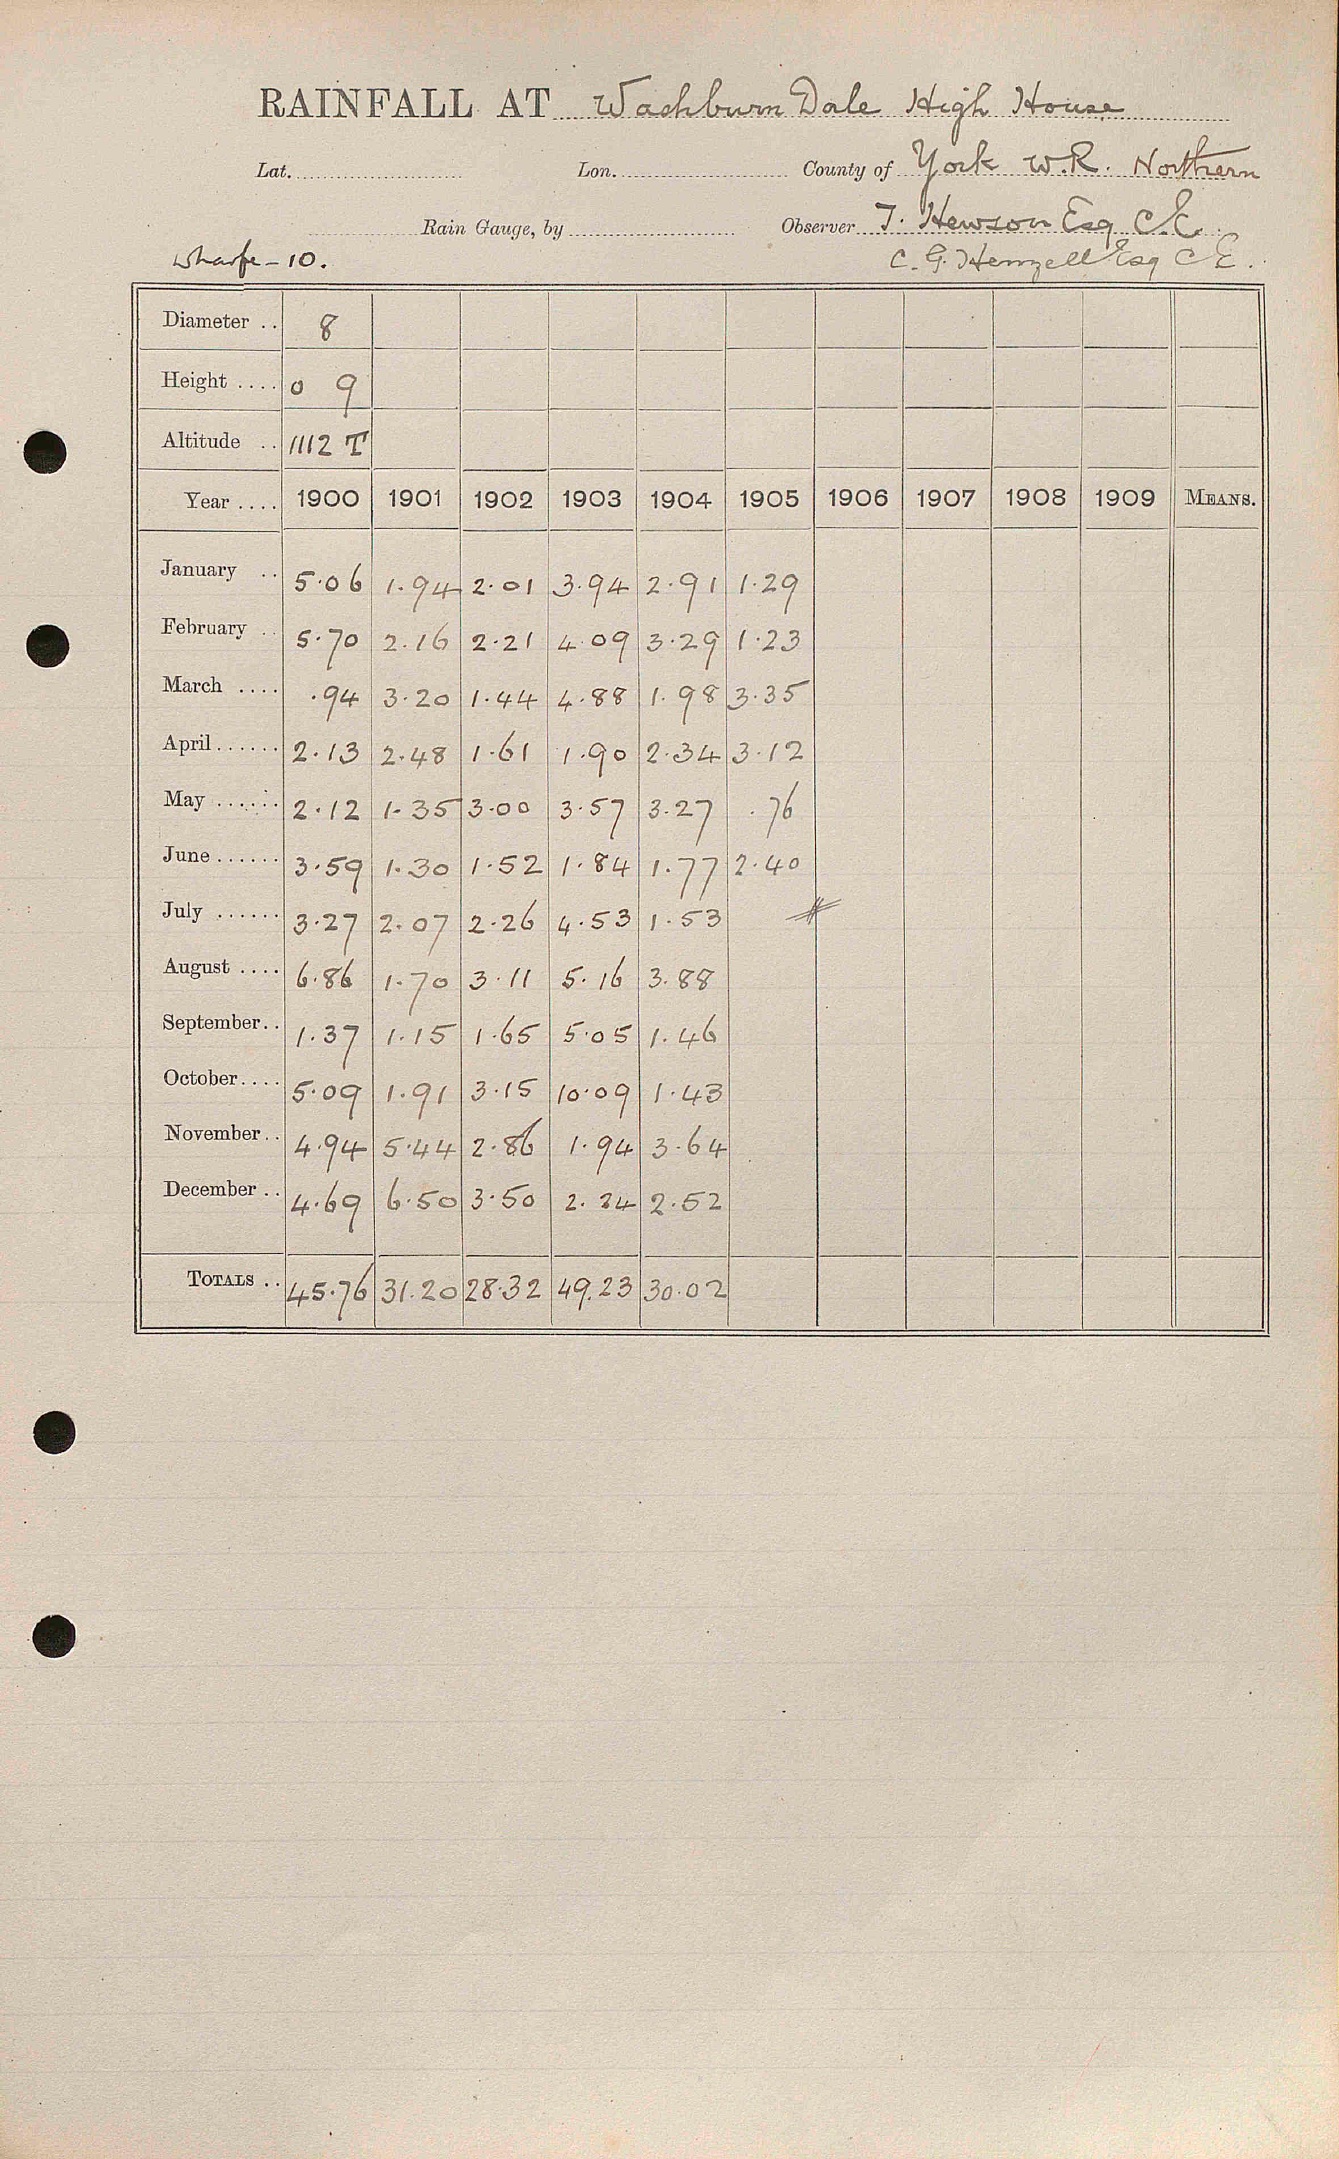 RAINFALL AT Washburn Dale High House
Lat. Lon. County of York W.R. Northern
Rain Gauge, by Observer T. Hewson Esq C.E.
Wharfe - 10. C. G. Henzell Esq C E.
Diameter .. 8
Height .... 0 9
Altitude .. 1112 T
Year .... 1900 1901 1902 1903 1904 1905 1906 1907 1908 1909 MEANS.
January .. 5.06 1.94 2.01 3.94 2.91 1.29
February .. 5.70 2.16 2.21 4.09 3.29 1.23
March .... .94 3.20 1.44 4.88 1.98 3.35
April ...... 2.13 2.48 1.61 1.90 2.34 3.12
May ...... 2.12 1.35 3.00 3.57 3.27 .76
June ...... 3.59 1.30 1.52 1.84 1.77 2.40
July ...... 3.27 2.07 2.26 4.53 1.53
August .... 6.86 1.70 3.11 5.16 3.88
September.. 1.37 1.15 1.65 5.05 1.46
October.... 5.09 1.91 3.15 10.09 1.43
November.. 4.94 5.44 2.86 1.94 3.64
December .. 4.69 6.50 3.50 2.24 2.52
TOTALS .. 45.76 31.20 28.32 49.23 30.02